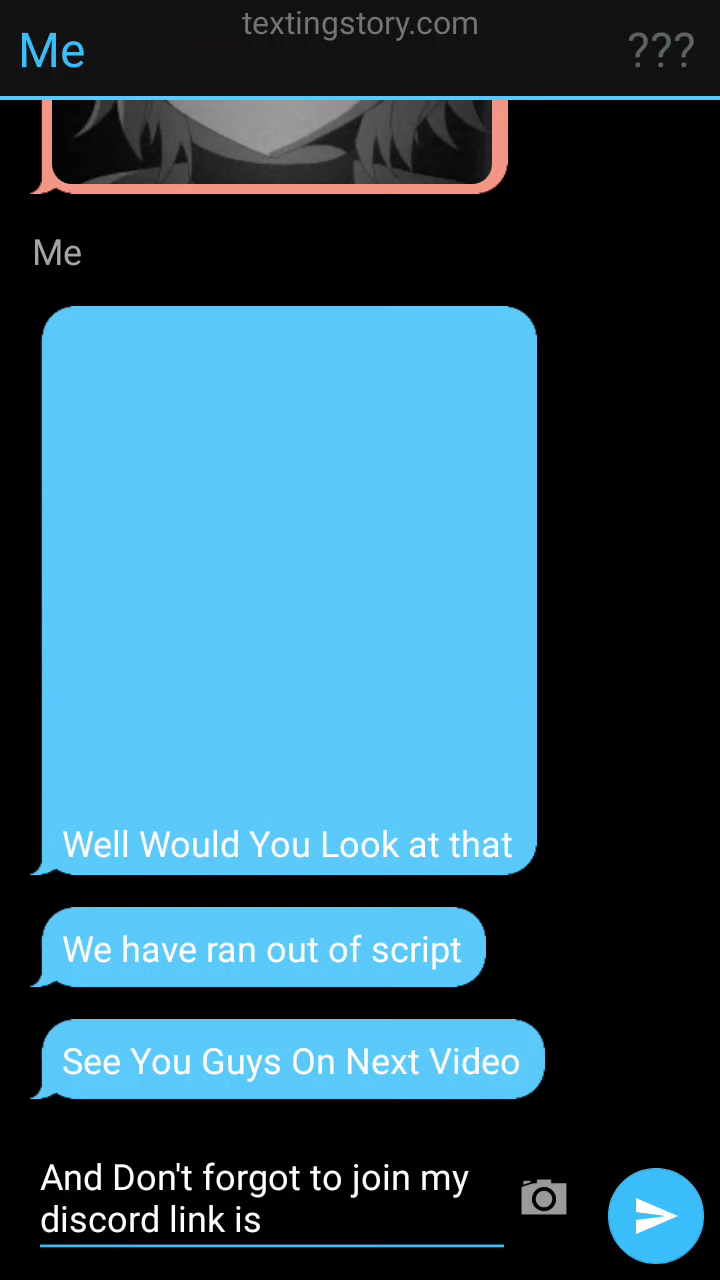 textingstory.com
Me
???
Me
Well Would You Look at that
We have ran out of script
See You Guys On Next Video
And Don't forgot to join my
discord link is